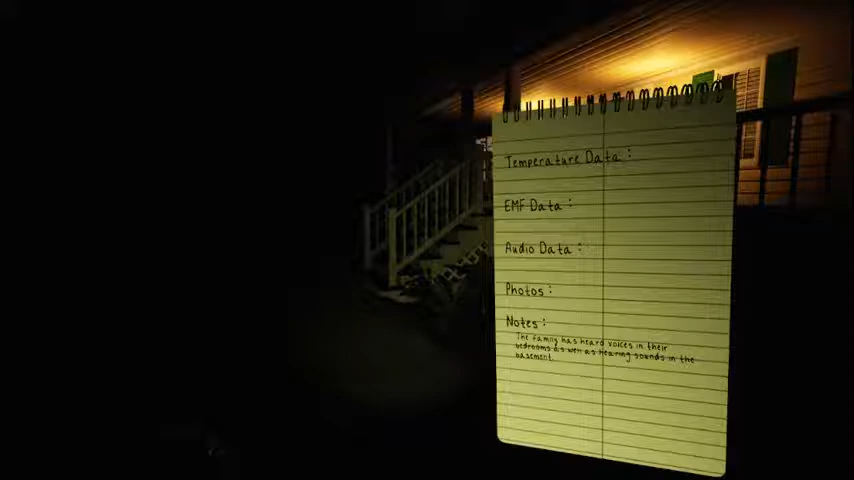 Temperature Data :
EMF Data :
Audio Data :
Photos :
Notes :
The family has heard voices in their
bedrooms as well as hearing sounds in the
basement.